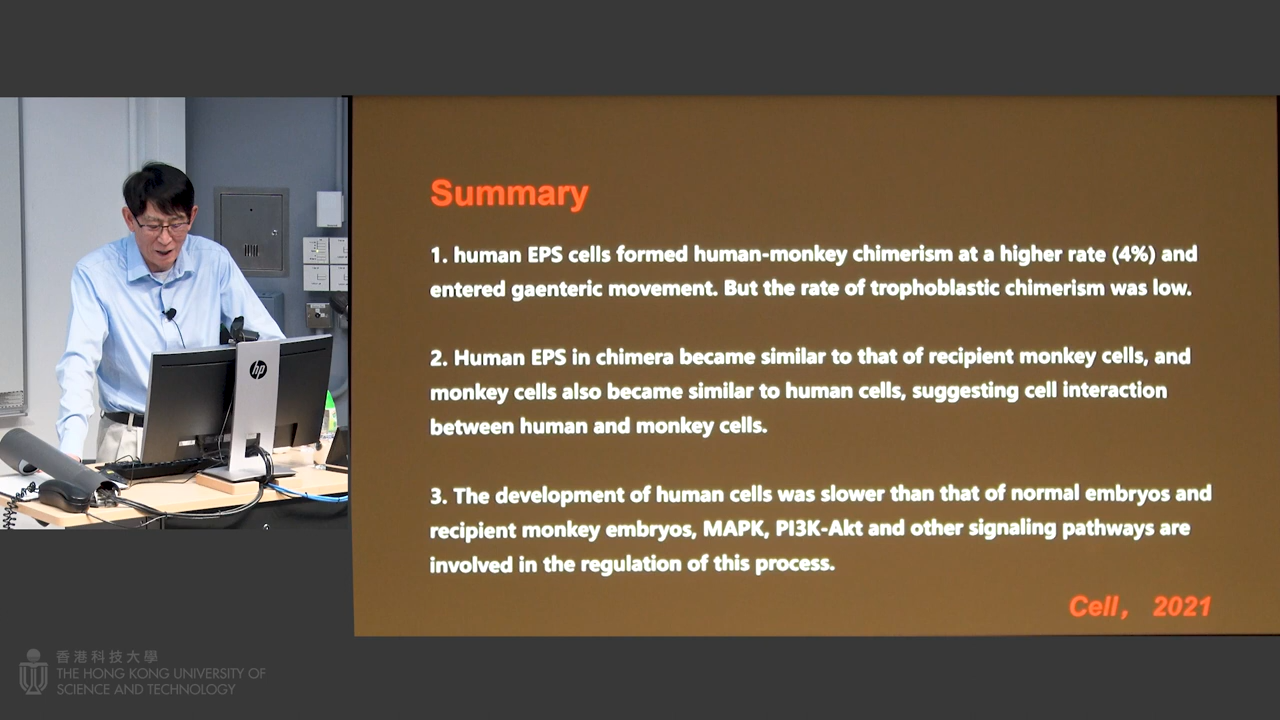 Summary
1. human EPS cells formed human-monkey chimerism at a higher rate (4%) and
entered gaenteric movement. But the rate of trophoblastic chimerism was low.
2. Human EPS in chimera became similar to that of recipient monkey cells, and
monkey cells also became similar to human cells, suggesting cell interaction
between human and monkey cells.
3. The development of human cells was slower than that of normal embryos and
recipient monkey embryos, MAPK, PI3K-Akt and other signaling pathways are
involved in the regulation of this process.
Cell, 2021
hp
香港科技大學
THE HONG KONG UNIVERSITY OF
SCIENCE AND TECHNOLOGY